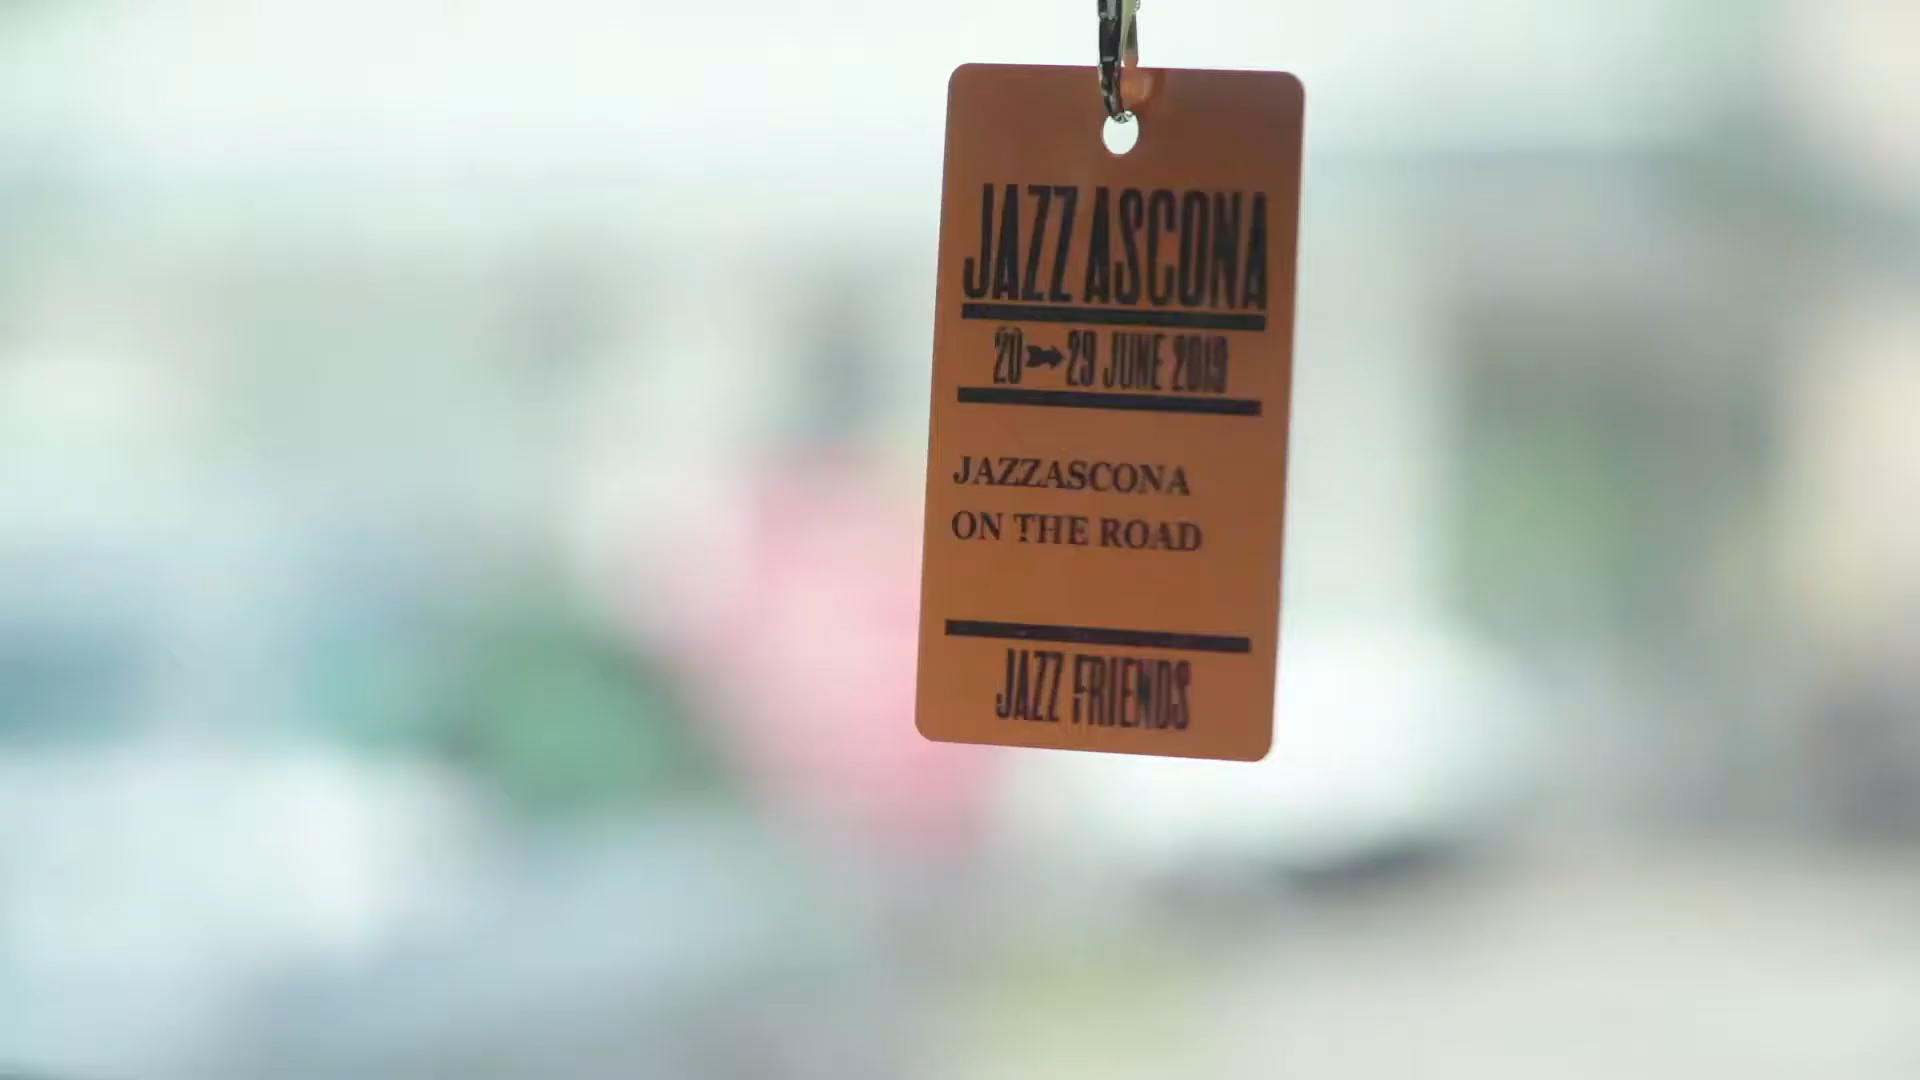 JAZZ ASCONA
20 ➳ 29 JUNE 2019
JAZZASCONA
ON THE ROAD
JAZZ FRIENDS